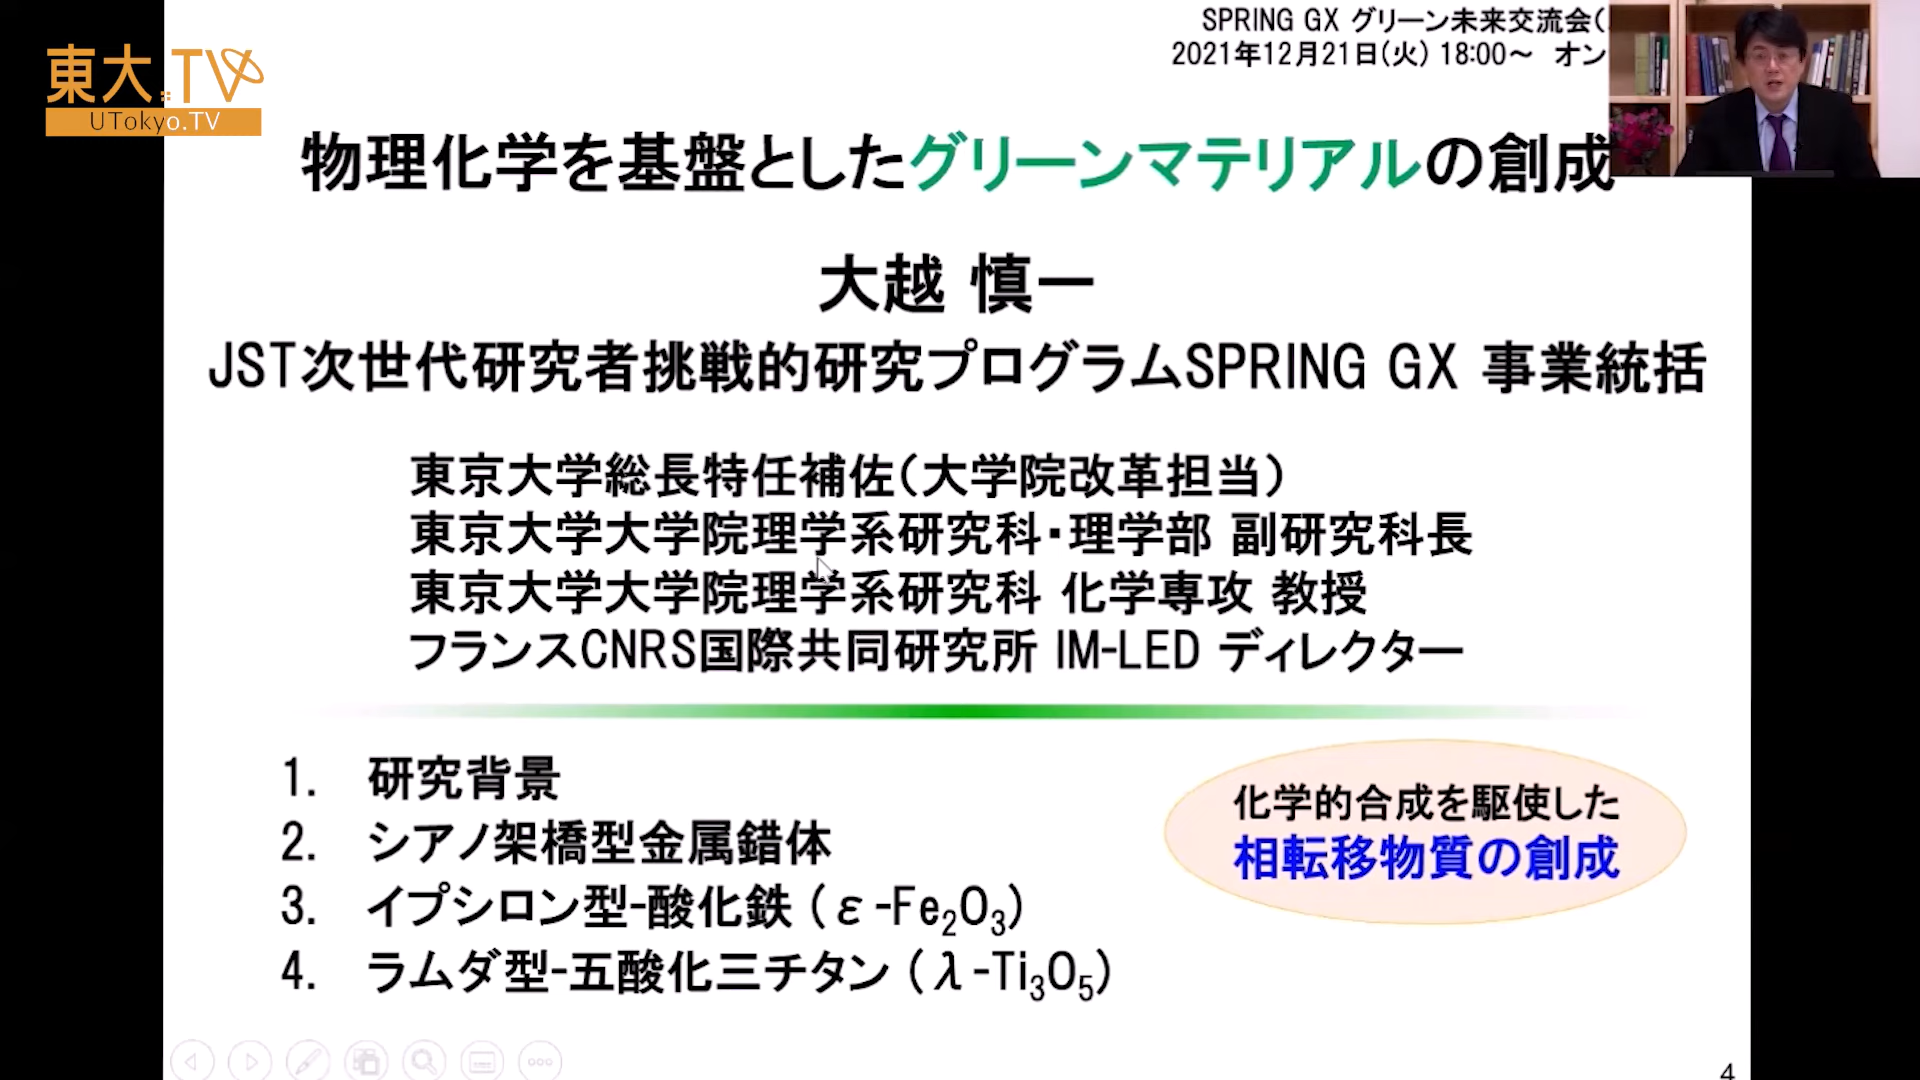 SPRING GX グリーン未来交流会(
2021年12月21日(火) 18:00～ オン
東大.TV
UTokyo.TV
物理化学を基盤としたグリーンマテリアルの創成
大越 慎一
JST次世代研究者挑戦的研究プログラムSPRING GX 事業統括
東京大学総長特任補佐（大学院改革担当）
東京大学大学院理学系研究科・理学部 副研究科長
東京大学大学院理学系研究科 化学専攻 教授
フランスCNRS国際共同研究所 IM-LED ディレクター
1. 研究背景
2. シアノ架橋型金属錯体
3. イプシロン型-酸化鉄 (ε-Fe₂O₃)
4. ラムダ型-五酸化三チタン (λ-Ti₃O₅)
化学的合成を駆使した
相転移物質の創成
4